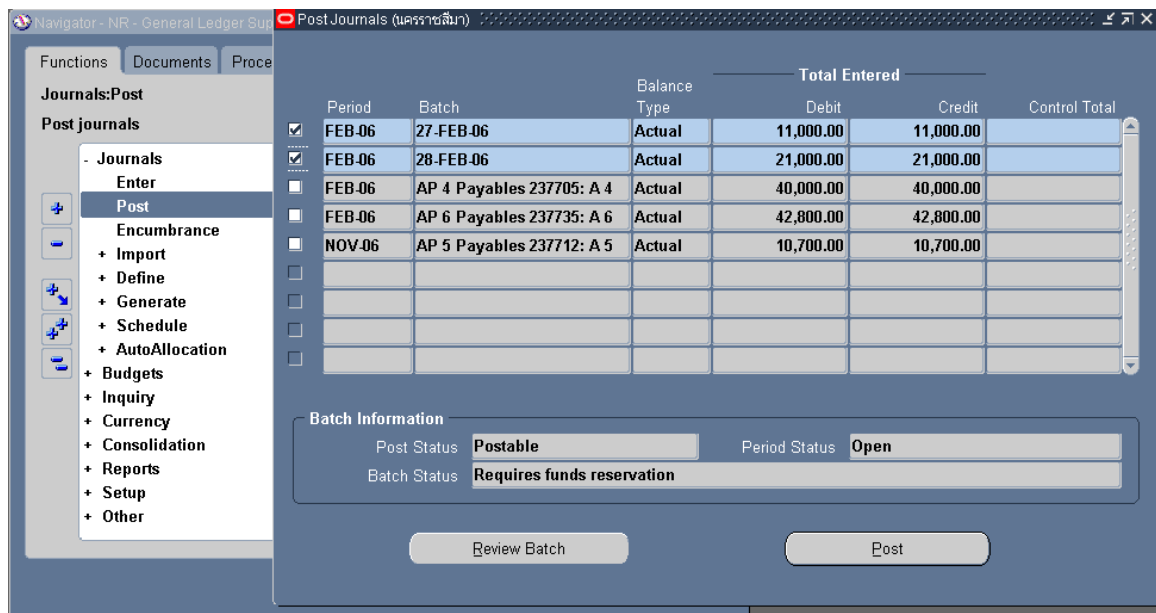 Navigator - NR - General Ledger Sup
Post Journals (นครราชสีมา)
Functions
Documents
Proce
Journals:Post
Post journals
- Journals
Enter
Post
Encumbrance
+ Import
+ Define
+ Generate
+ Schedule
+ AutoAllocation
+ Budgets
+ Inquiry
+ Currency
+ Consolidation
+ Reports
+ Setup
+ Other
Total Entered
Balance
Period Batch Type Debit Credit Control Total
FEB-06 27-FEB-06 Actual 11,000.00 11,000.00
FEB-06 28-FEB-06 Actual 21,000.00 21,000.00
FEB-06 AP 4 Payables 237705: A 4 Actual 40,000.00 40,000.00
FEB-06 AP 6 Payables 237735: A 6 Actual 42,800.00 42,800.00
NOV-06 AP 5 Payables 237712: A 5 Actual 10,700.00 10,700.00
Batch Information
Post Status Postable Period Status Open
Batch Status Requires funds reservation
Review Batch Post